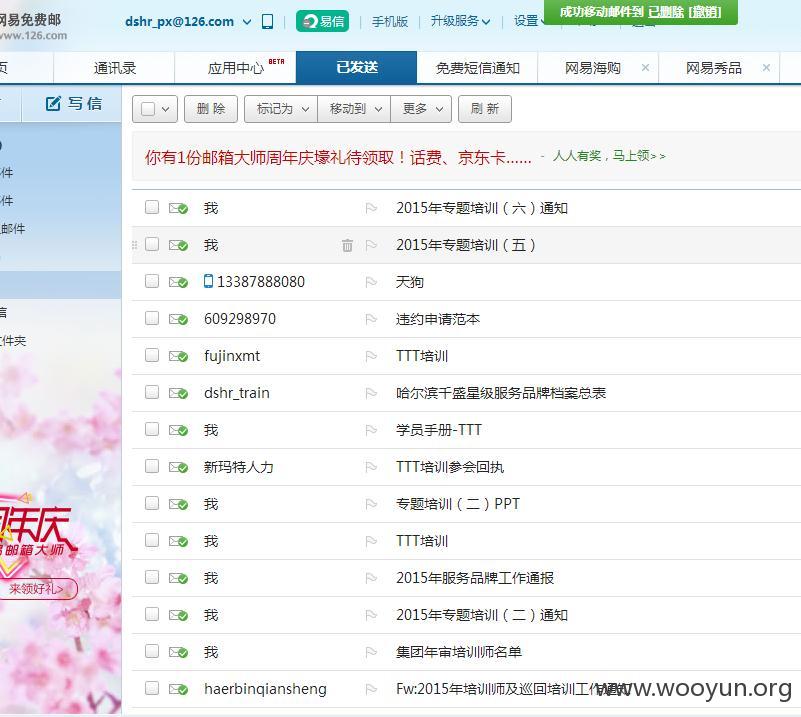 网易免费邮
www.126.com
dshr_px@126.com
易信
手机版
升级服务
设置
成功移动邮件到 已删除 [撤销]
页
通讯录
应用中心 BETA
已发送
免费短信通知
网易海购 ×
网易秀品 ×
写信
删 除
标记为
移动到
更多
刷 新
件
件
邮件
信
文件夹
你有1份邮箱大师周年庆壕礼待领取！话费、京东卡...... - 人人有奖，马上领>>
我 2015年专题培训（六）通知
我 2015年专题培训（五）
13387888080 天狗
609298970 违约申请范本
fujinxmt TTT培训
dshr_train 哈尔滨千盛星级服务品牌档案总表
我 学员手册-TTT
新玛特人力 TTT培训参会回执
我 专题培训（二）PPT
我 TTT培训
我 2015年服务品牌工作通报
我 2015年专题培训（二）通知
我 集团年审培训师名单
haerbinqiansheng Fw:2015年培训师及巡回培训工作通知
周年庆
易邮箱大师
来领好礼>
www.wooyun.org